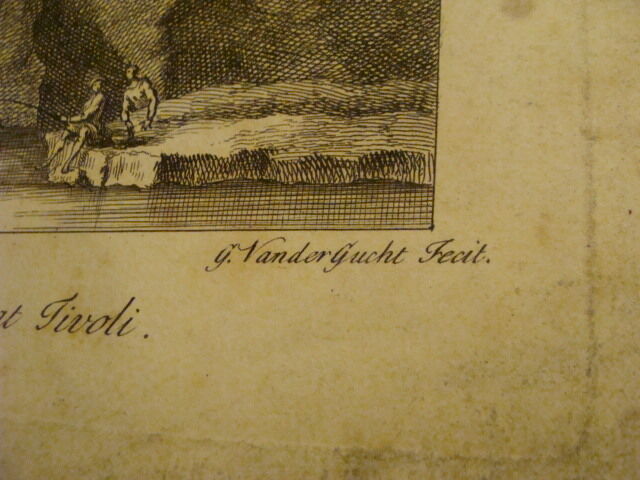 G. VanderGucht Fecit.
at Tivoli.